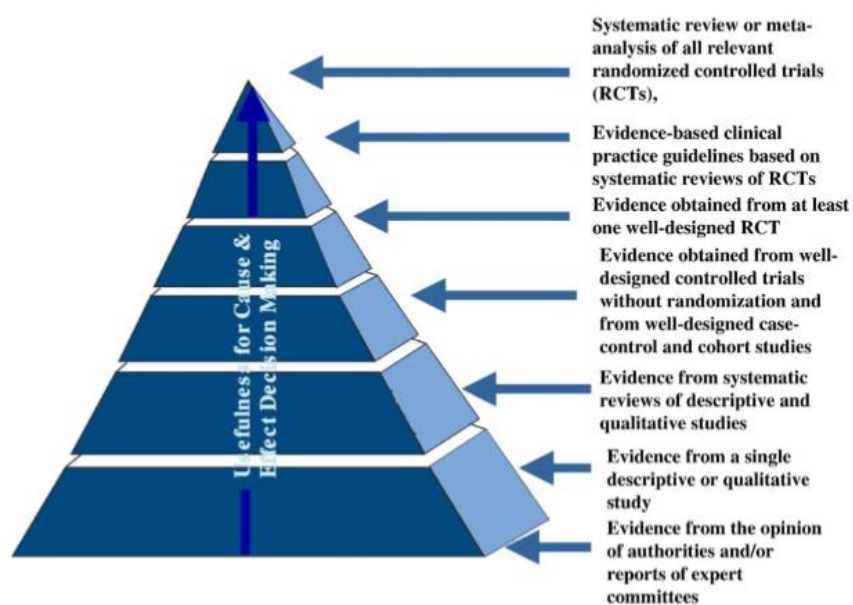 Systematic review or meta-
analysis of all relevant
randomized controlled trials
(RCTs),
Evidence-based clinical
practice guidelines based on
systematic reviews of RCTs
Evidence obtained from at least
one well-designed RCT
Evidence obtained from well-
designed controlled trials
without randomization and
from well-designed case-
control and cohort studies
Evidence from systematic
reviews of descriptive and
qualitative studies
Evidence from a single
descriptive or qualitative
study
Evidence from the opinion
of authorities and/or
reports of expert
committees
Usefulness for Cause &
Effect Decision Making